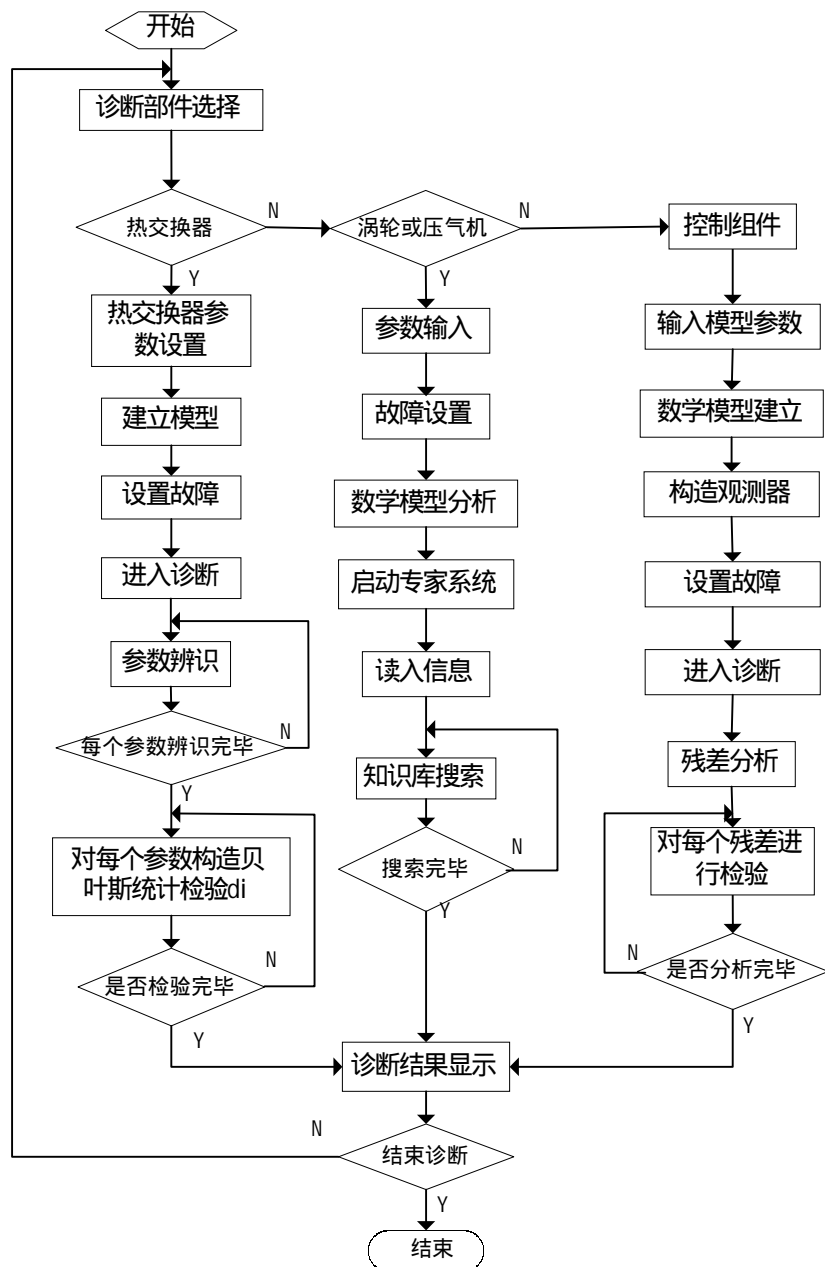 开始
诊断部件选择
热交换器
N
涡轮或压气机
N
控制组件
Y
热交换器参
数设置
建立模型
设置故障
进入诊断
参数辨识
每个参数辨识完毕
N
Y
对每个参数构造贝
叶斯统计检验di
是否检验完毕
N
Y
Y
参数输入
故障设置
数学模型分析
启动专家系统
读入信息
知识库搜索
搜索完毕
N
Y
输入模型参数
数学模型建立
构造观测器
设置故障
进入诊断
残差分析
对每个残差进
行检验
是否分析完毕
N
Y
诊断结果显示
结束诊断
N
Y
结束